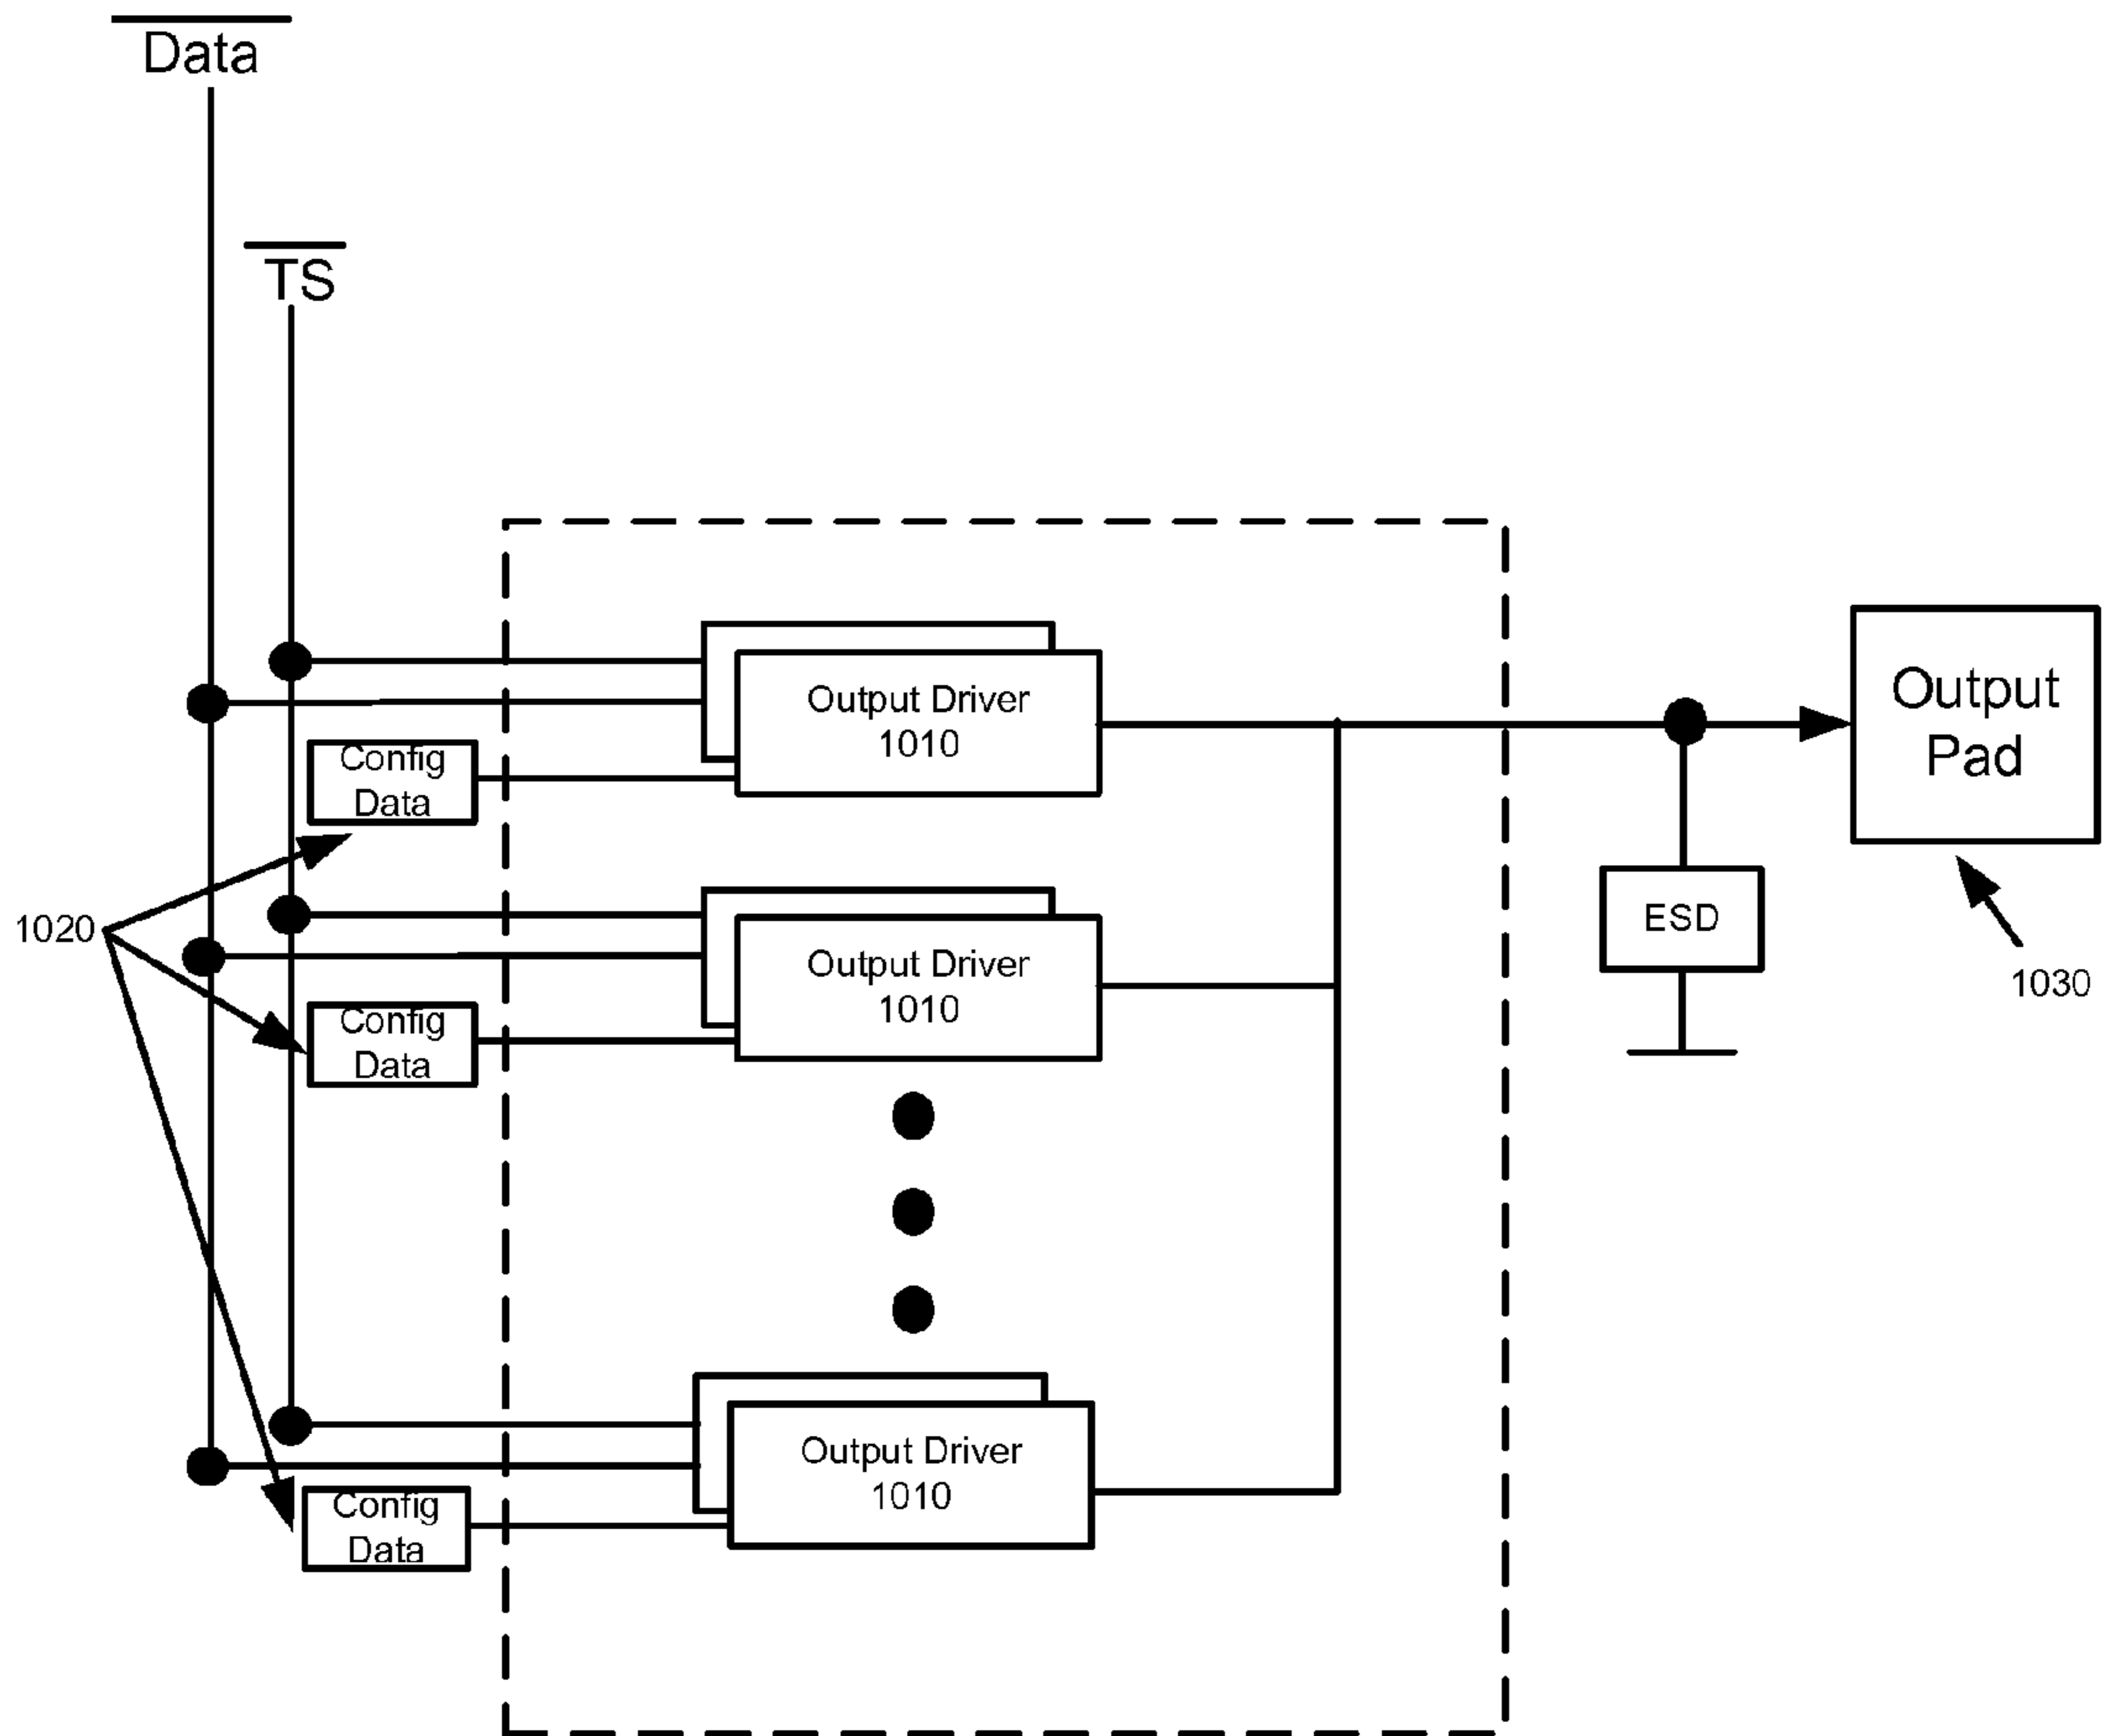 Data
TS
Output Driver
1010
Output
Pad
Config
Data
1020
ESD
Output Driver
1010
1030
Config
Data
Output Driver
1010
Config
Data